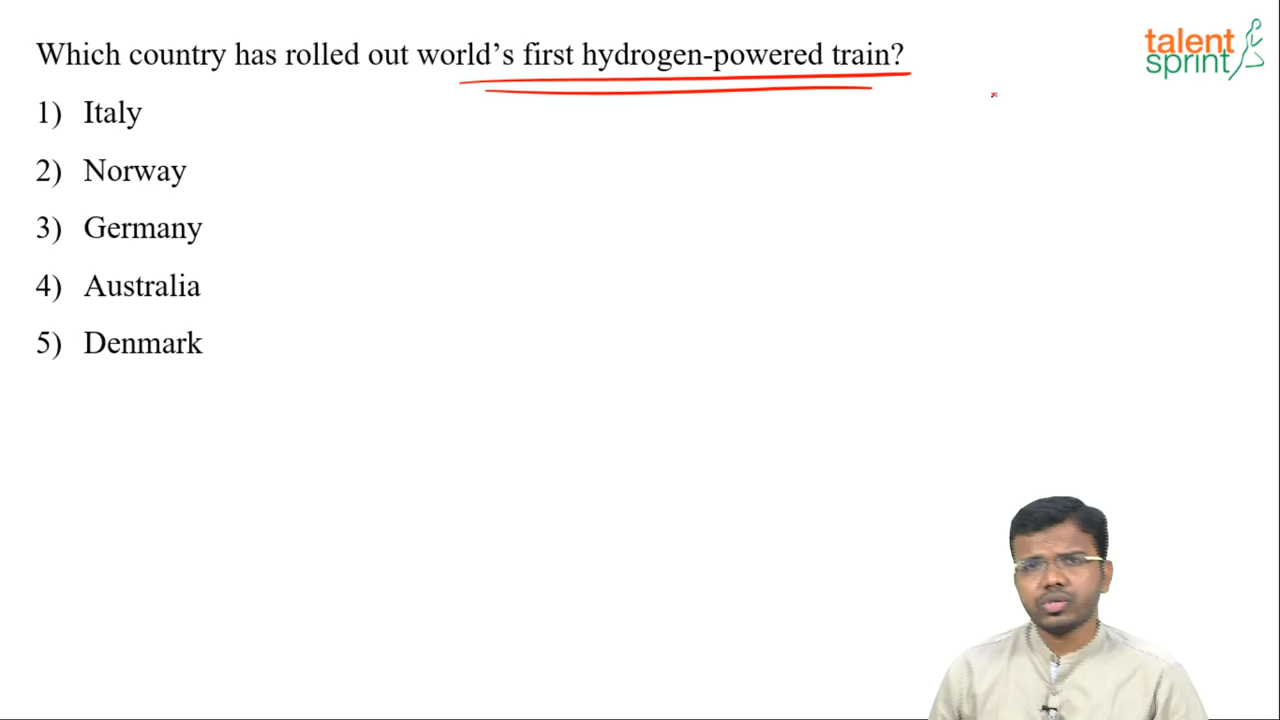 Which country has rolled out world’s first hydrogen-powered train?
talent
sprint
1) Italy
2) Norway
3) Germany
4) Australia
5) Denmark